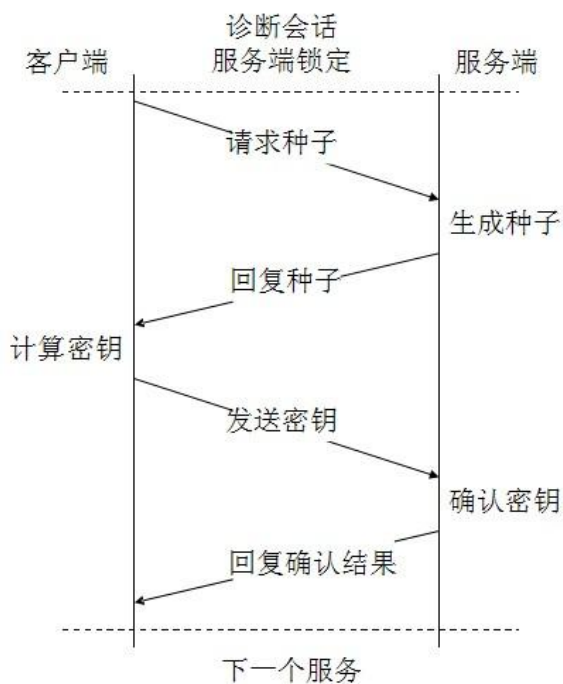 诊断会话
客户端
服务端锁定
服务端
请求种子
生成种子
回复种子
计算密钥
发送密钥
确认密钥
回复确认结果
下一个服务